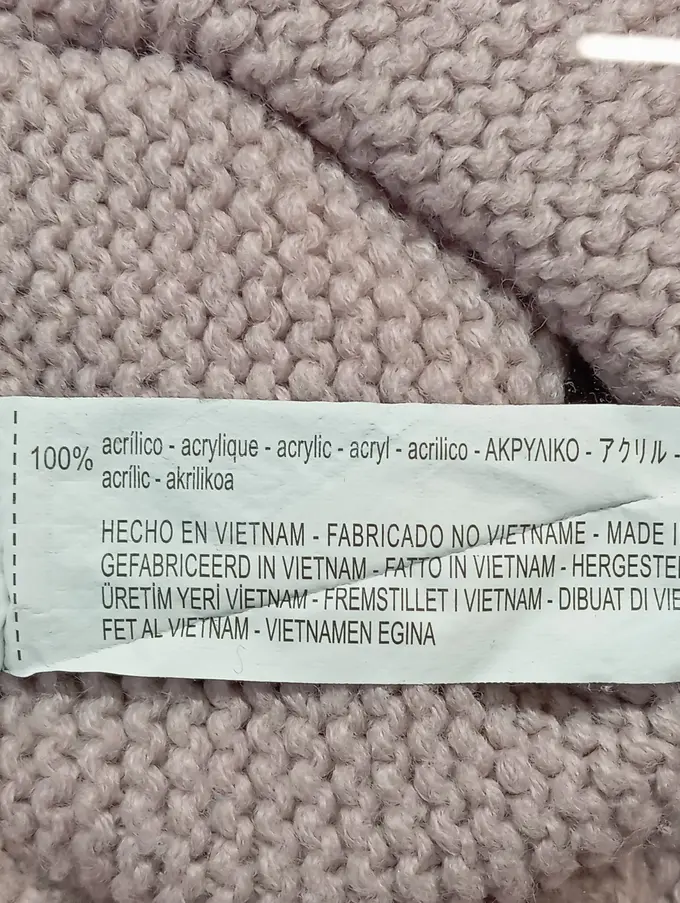 100% acrílico - acrylique - acrylic - acryl - acrilico - ΑΚΡΥΛΙΚΟ - アクリル -
acrílic - akrilikoa
HECHO EN VIETNAM - FABRICADO NO VIETNAME - MADE I
GEFABRICEERD IN VIETNAM - FATTO IN VIETNAM - HERGESTE
ÜRETİM YERİ VİETNAM - FREMSTILLET I VIETNAM - DIBUAT DI VIE
FET AL VIETNAM - VIETNAMEN EGINA